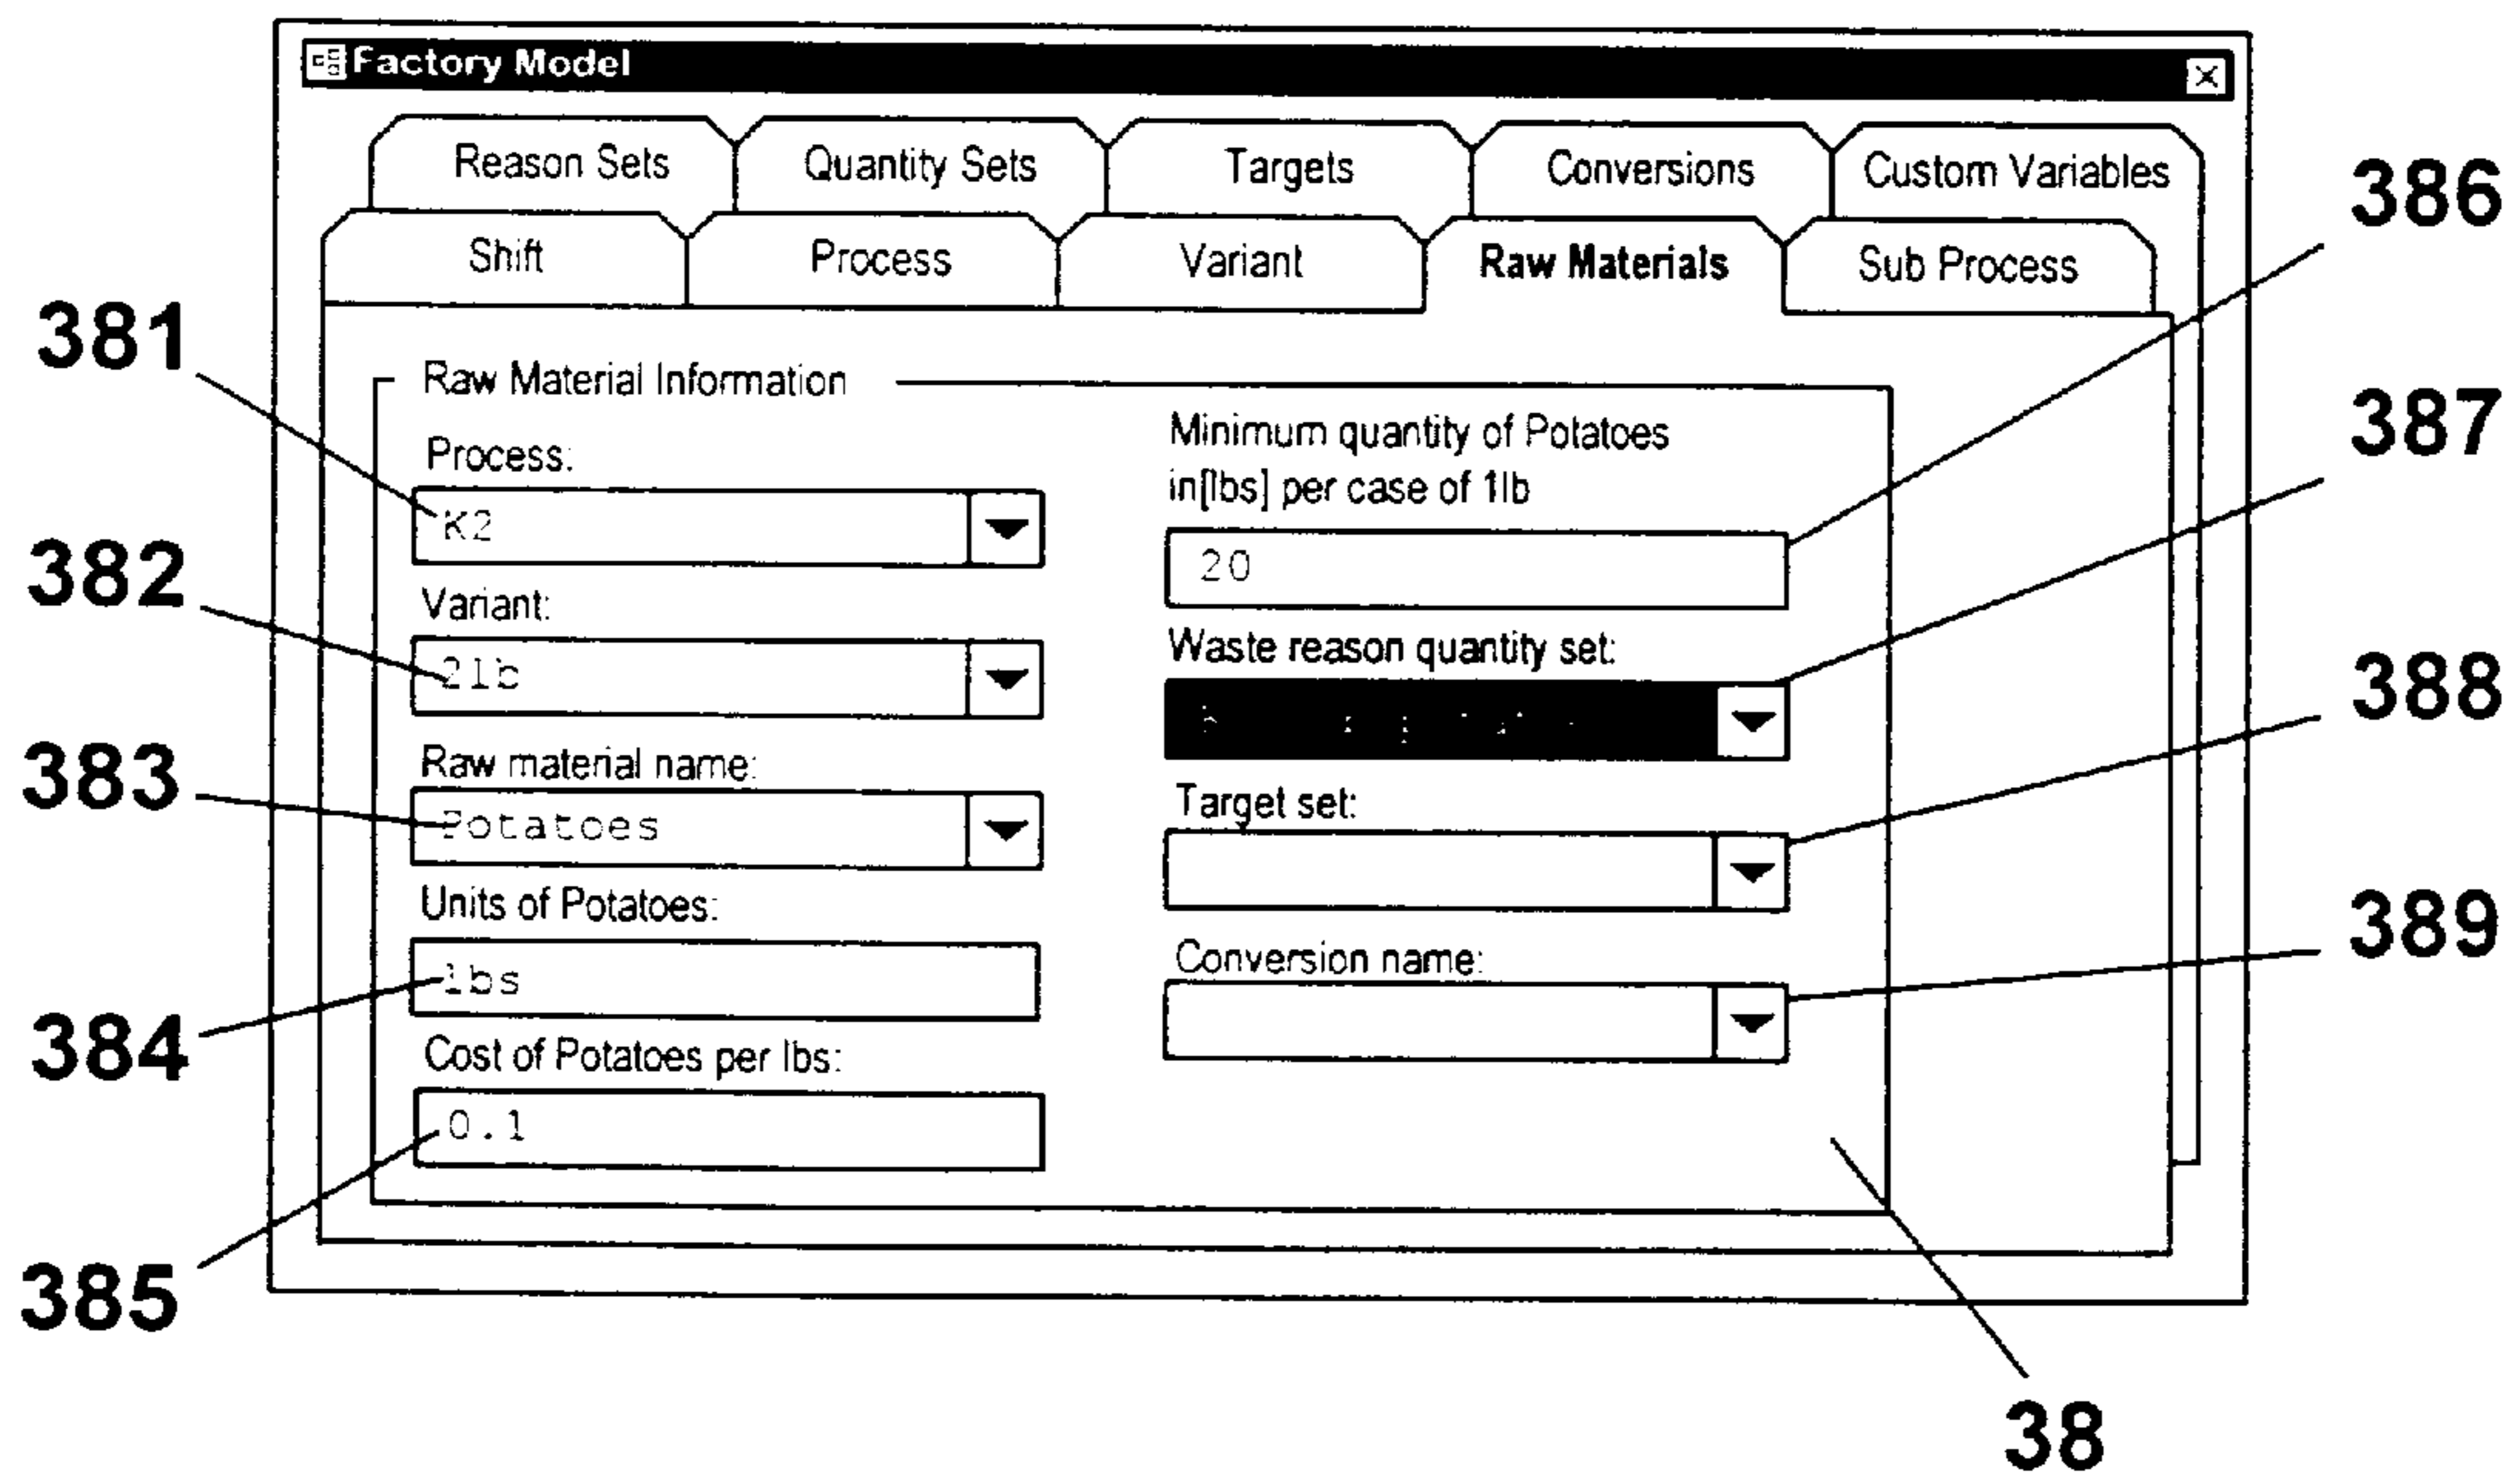 Factory Model
Reason Sets Quantity Sets Targets Conversions Custom Variables
Shift Process Variant Raw Materials Sub Process
386
381
Raw Material Information
Process:
K2
Minimum quantity of Potatoes
in[lbs] per case of 1lb
20
387
382
Variant:
2lb
Waste reason quantity set:
388
383
Raw material name:
Potatoes
Target set:
389
384
Units of Potatoes:
lbs
Conversion name:
385
Cost of Potatoes per lbs:
0.1
38